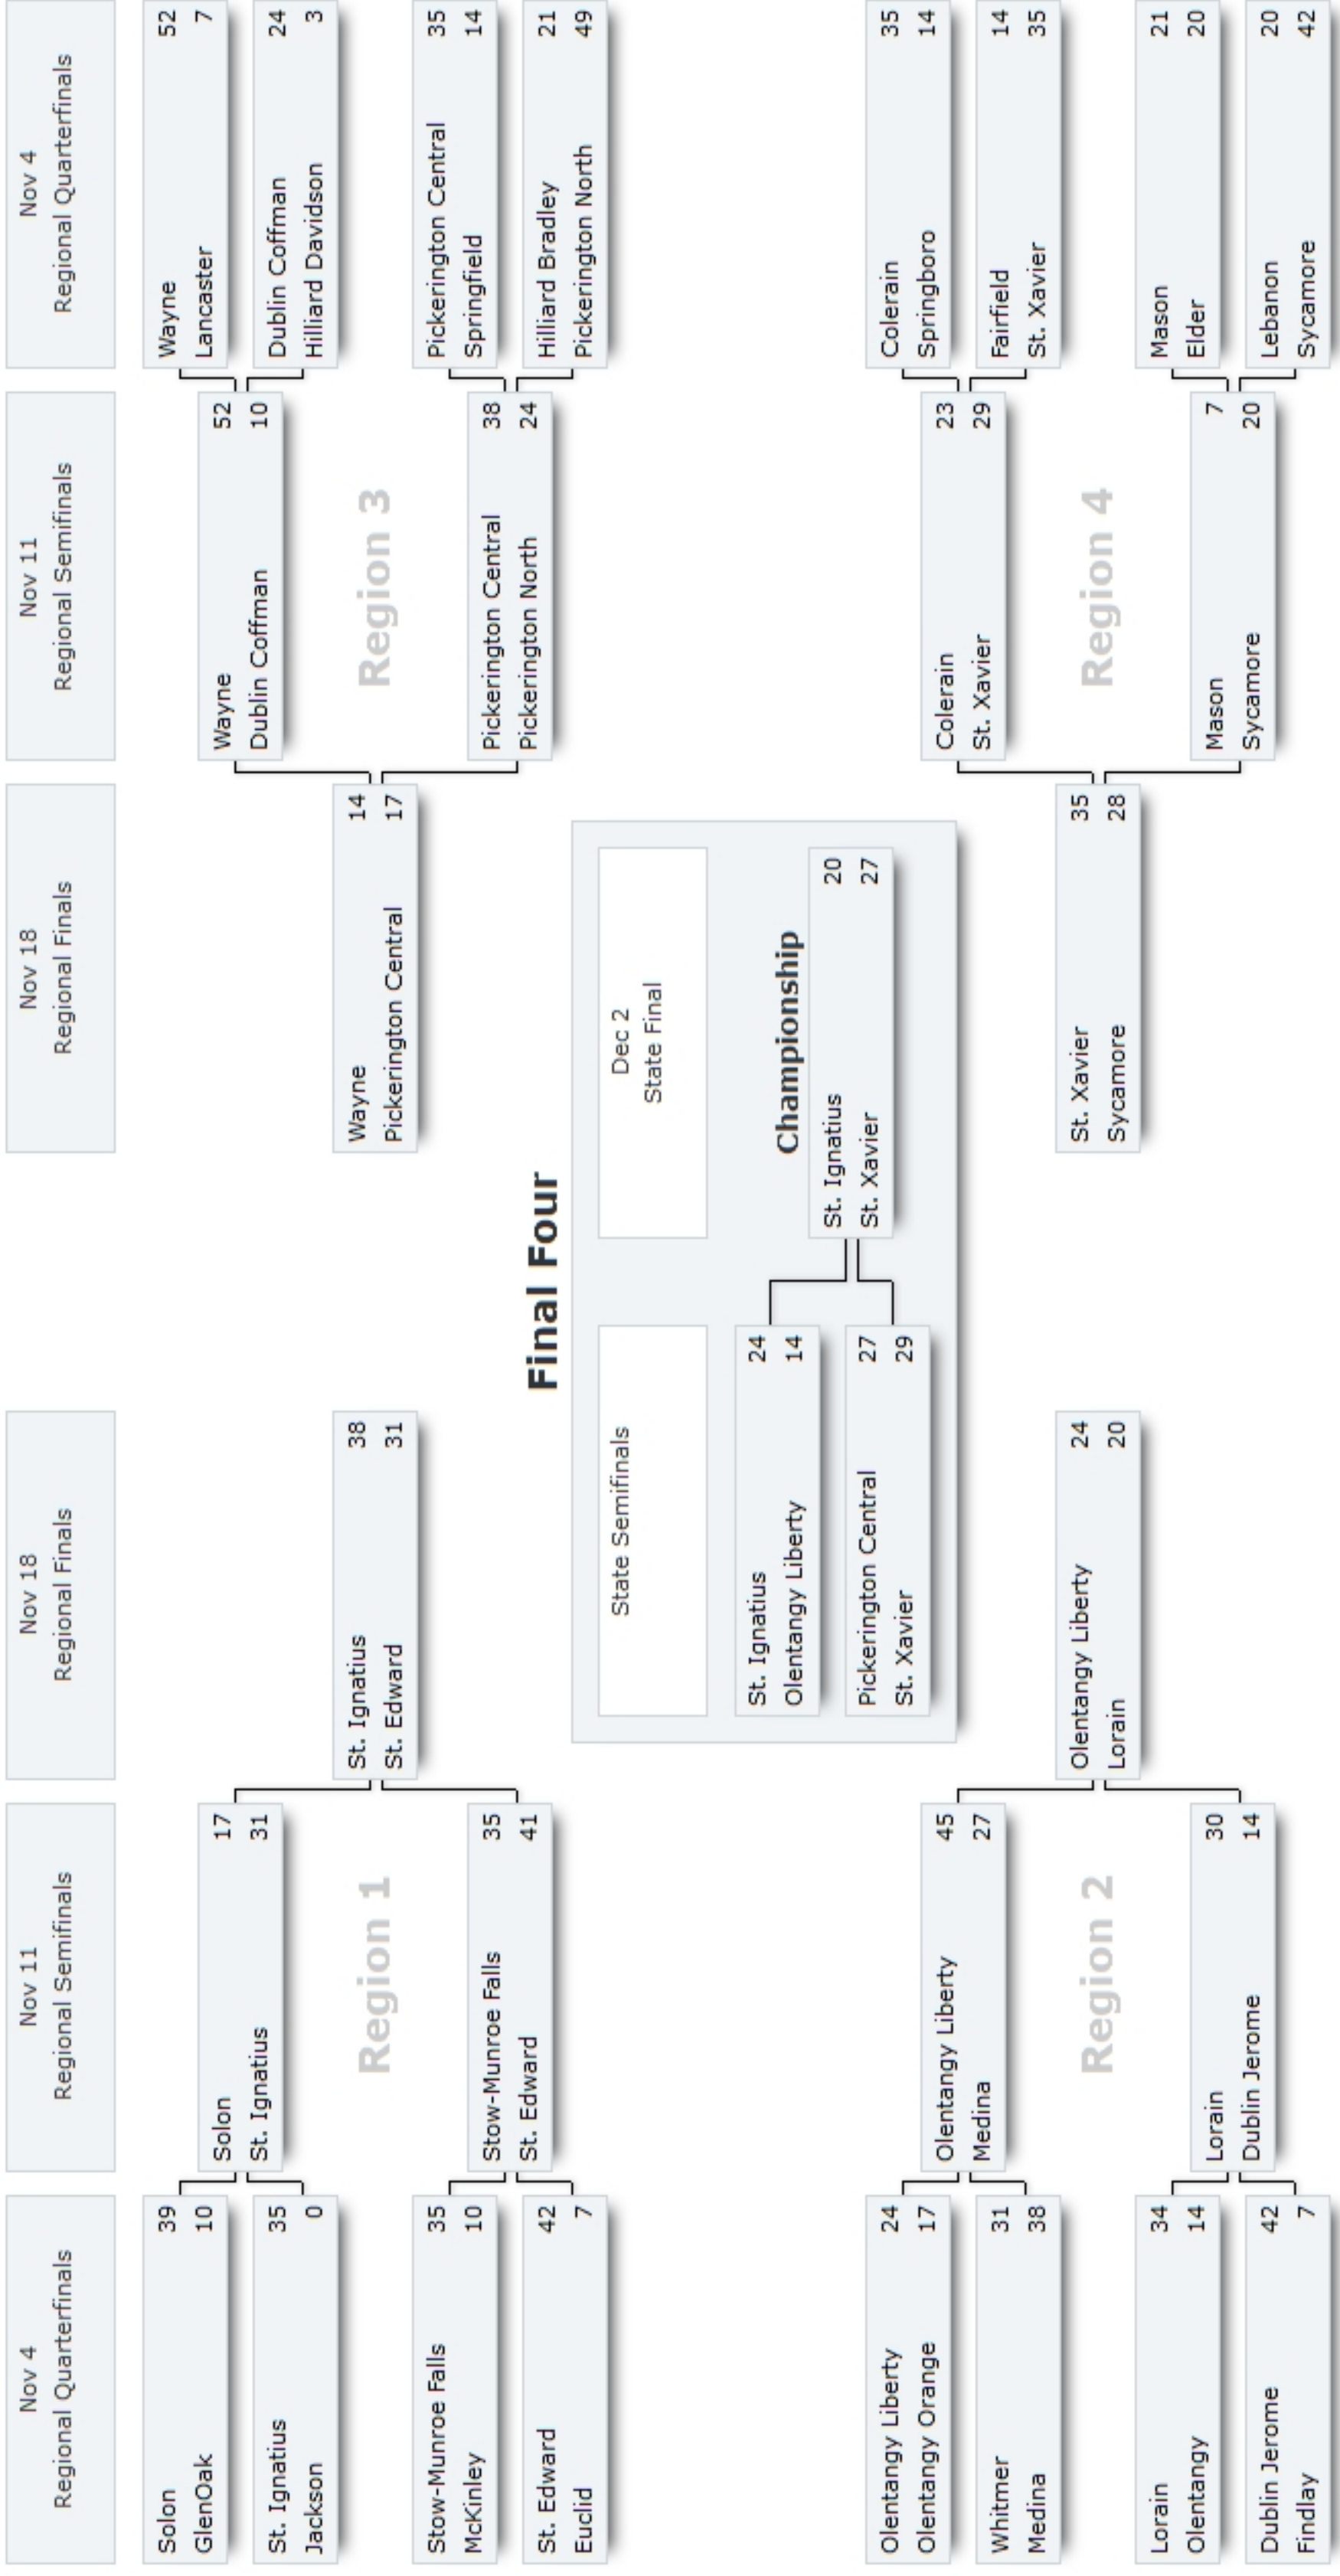 Nov 4
Regional Quarterfinals
Nov 11
Regional Semifinals
Nov 18
Regional Finals
Nov 18
Regional Finals
Nov 11
Regional Semifinals
Nov 4
Regional Quarterfinals
Solon 39
GlenOak 10
St. Ignatius 35
Jackson 0
Stow-Munroe Falls 35
McKinley 10
St. Edward 42
Euclid 7
Solon 17
St. Ignatius 31
Region 1
Stow-Munroe Falls 35
St. Edward 41
St. Ignatius 38
St. Edward 31
Wayne 14
Pickerington Central 17
Wayne 52
Dublin Coffman 10
Region 3
Pickerington Central 38
Pickerington North 24
Wayne 52
Lancaster 7
Dublin Coffman 24
Hilliard Davidson 3
Pickerington Central 35
Springfield 14
Hilliard Bradley 21
Pickerington North 49
Final Four
State Semifinals
Dec 2
State Final
St. Ignatius 24
Olentangy Liberty 14
Pickerington Central 27
St. Xavier 29
Championship
St. Ignatius 20
St. Xavier 27
Olentangy Liberty 24
Olentangy Orange 17
Whitmer 31
Medina 38
Lorain 34
Olentangy 14
Dublin Jerome 42
Findlay 7
Olentangy Liberty 45
Medina 27
Region 2
Lorain 30
Dublin Jerome 14
Olentangy Liberty 24
Lorain 20
St. Xavier 35
Sycamore 28
Colerain 23
St. Xavier 29
Region 4
Mason 7
Sycamore 20
Colerain 35
Springboro 14
Fairfield 14
St. Xavier 35
Mason 21
Elder 20
Lebanon 20
Sycamore 42